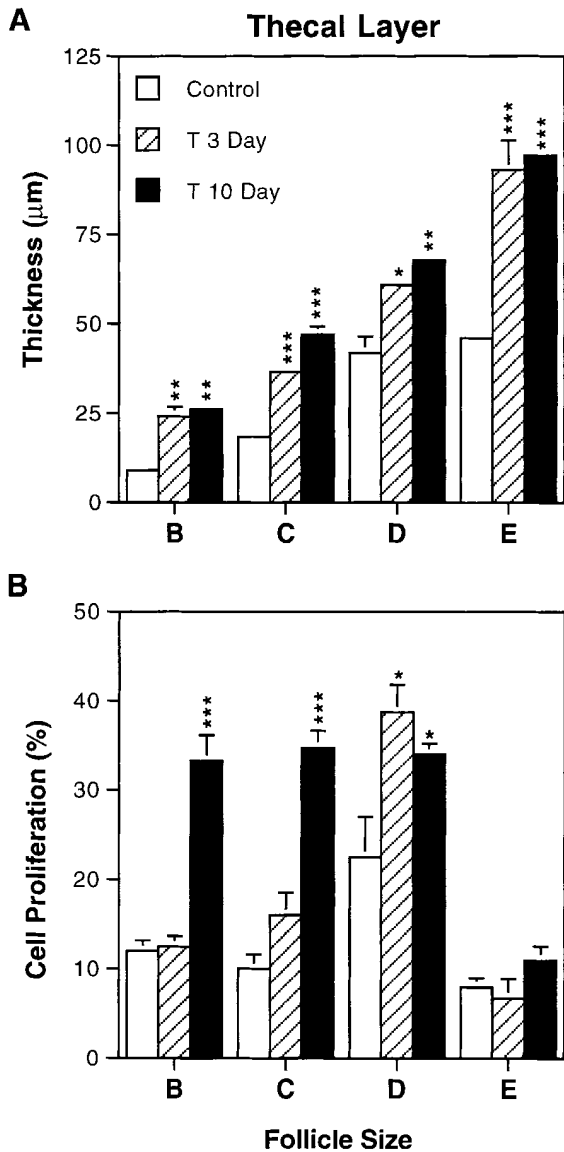 A
Thecal Layer
Control
T 3 Day
T 10 Day
Thickness (μm)
125
100
75
50
25
0
**
**
***
***
*
**
***
***
B
C
D
E
B
Cell Proliferation (%)
50
40
30
20
10
0
***
***
*
*
B
C
D
E
Follicle Size